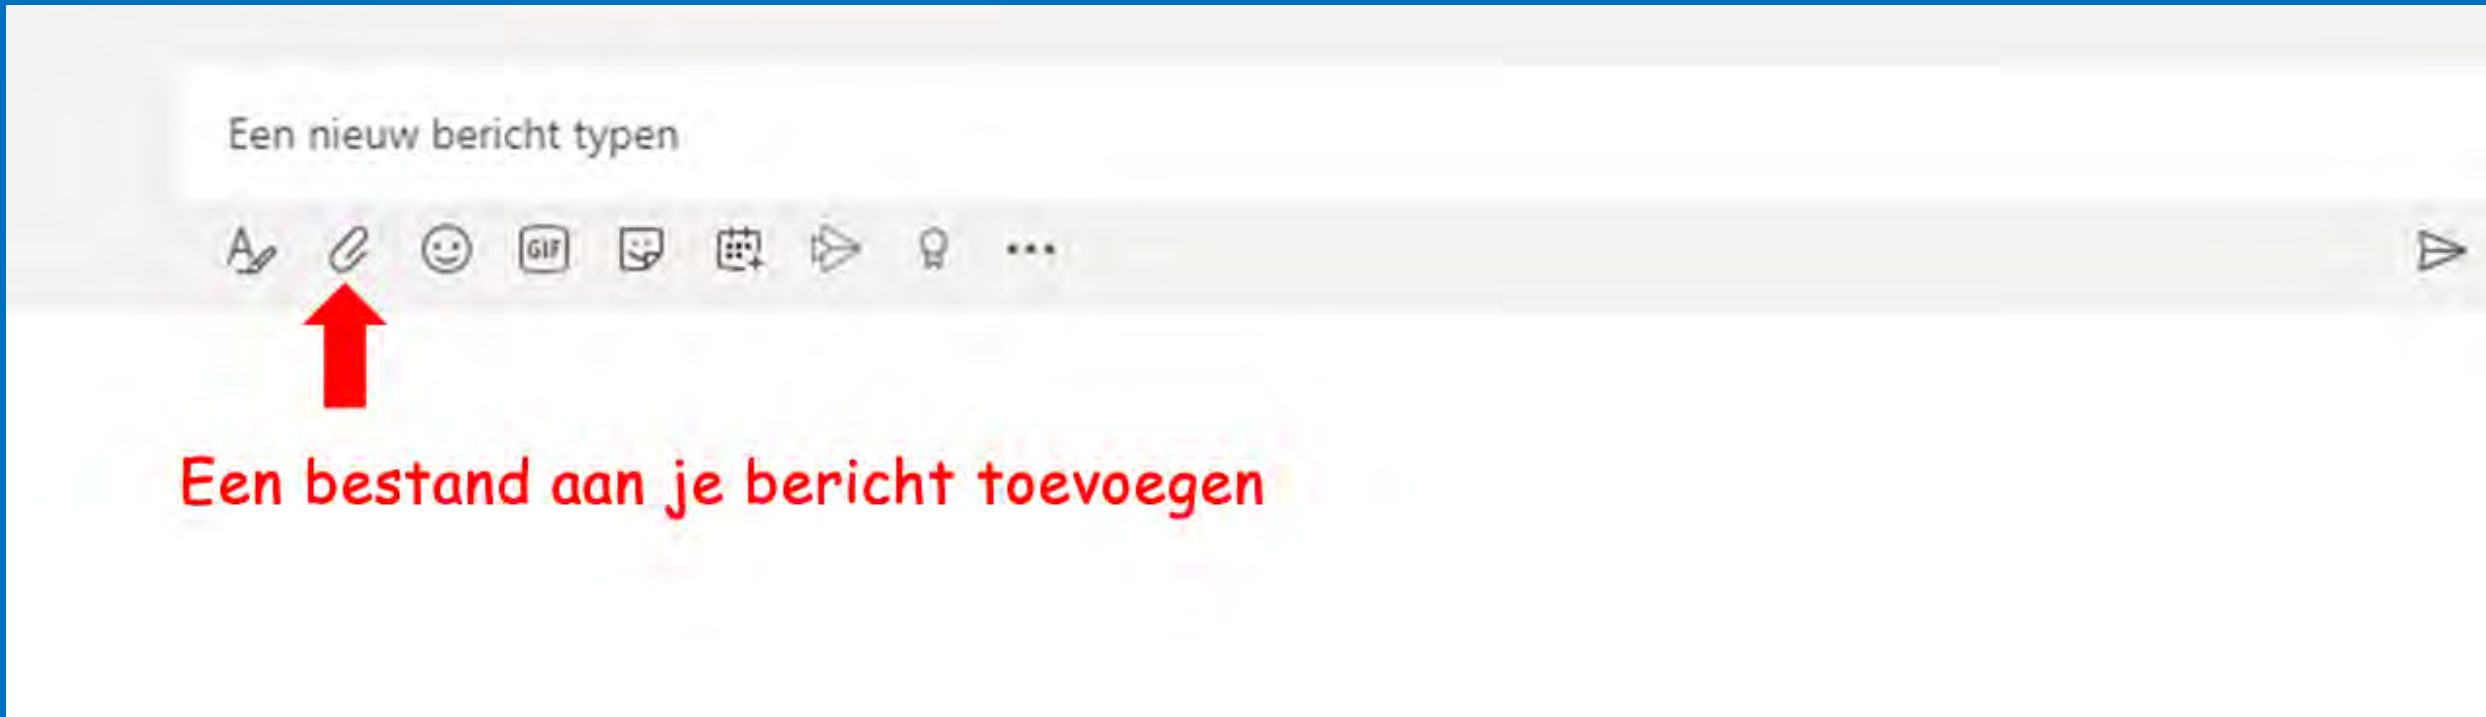 Een nieuw bericht typen
GIF
Een bestand aan je bericht toevoegen